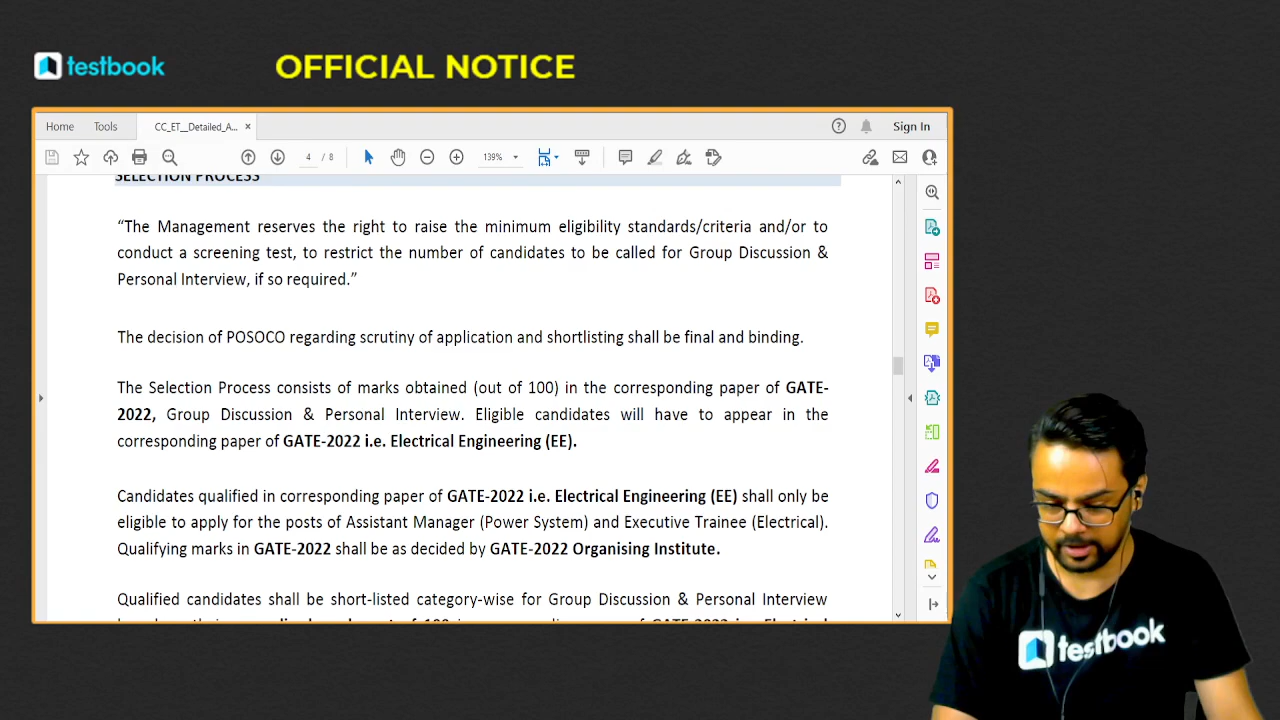 testbook
OFFICIAL NOTICE
Home
Tools
CC_ET__Detailed_A...
Sign In
4 / 8
139%
SELECTION PROCESS
“The Management reserves the right to raise the minimum eligibility standards/criteria and/or to
conduct a screening test, to restrict the number of candidates to be called for Group Discussion &
Personal Interview, if so required.”
The decision of POSOCO regarding scrutiny of application and shortlisting shall be final and binding.
The Selection Process consists of marks obtained (out of 100) in the corresponding paper of GATE-
2022, Group Discussion & Personal Interview. Eligible candidates will have to appear in the
corresponding paper of GATE-2022 i.e. Electrical Engineering (EE).
Candidates qualified in corresponding paper of GATE-2022 i.e. Electrical Engineering (EE) shall only be
eligible to apply for the posts of Assistant Manager (Power System) and Executive Trainee (Electrical).
Qualifying marks in GATE-2022 shall be as decided by GATE-2022 Organising Institute.
Qualified candidates shall be short-listed category-wise for Group Discussion & Personal Interview
testbook